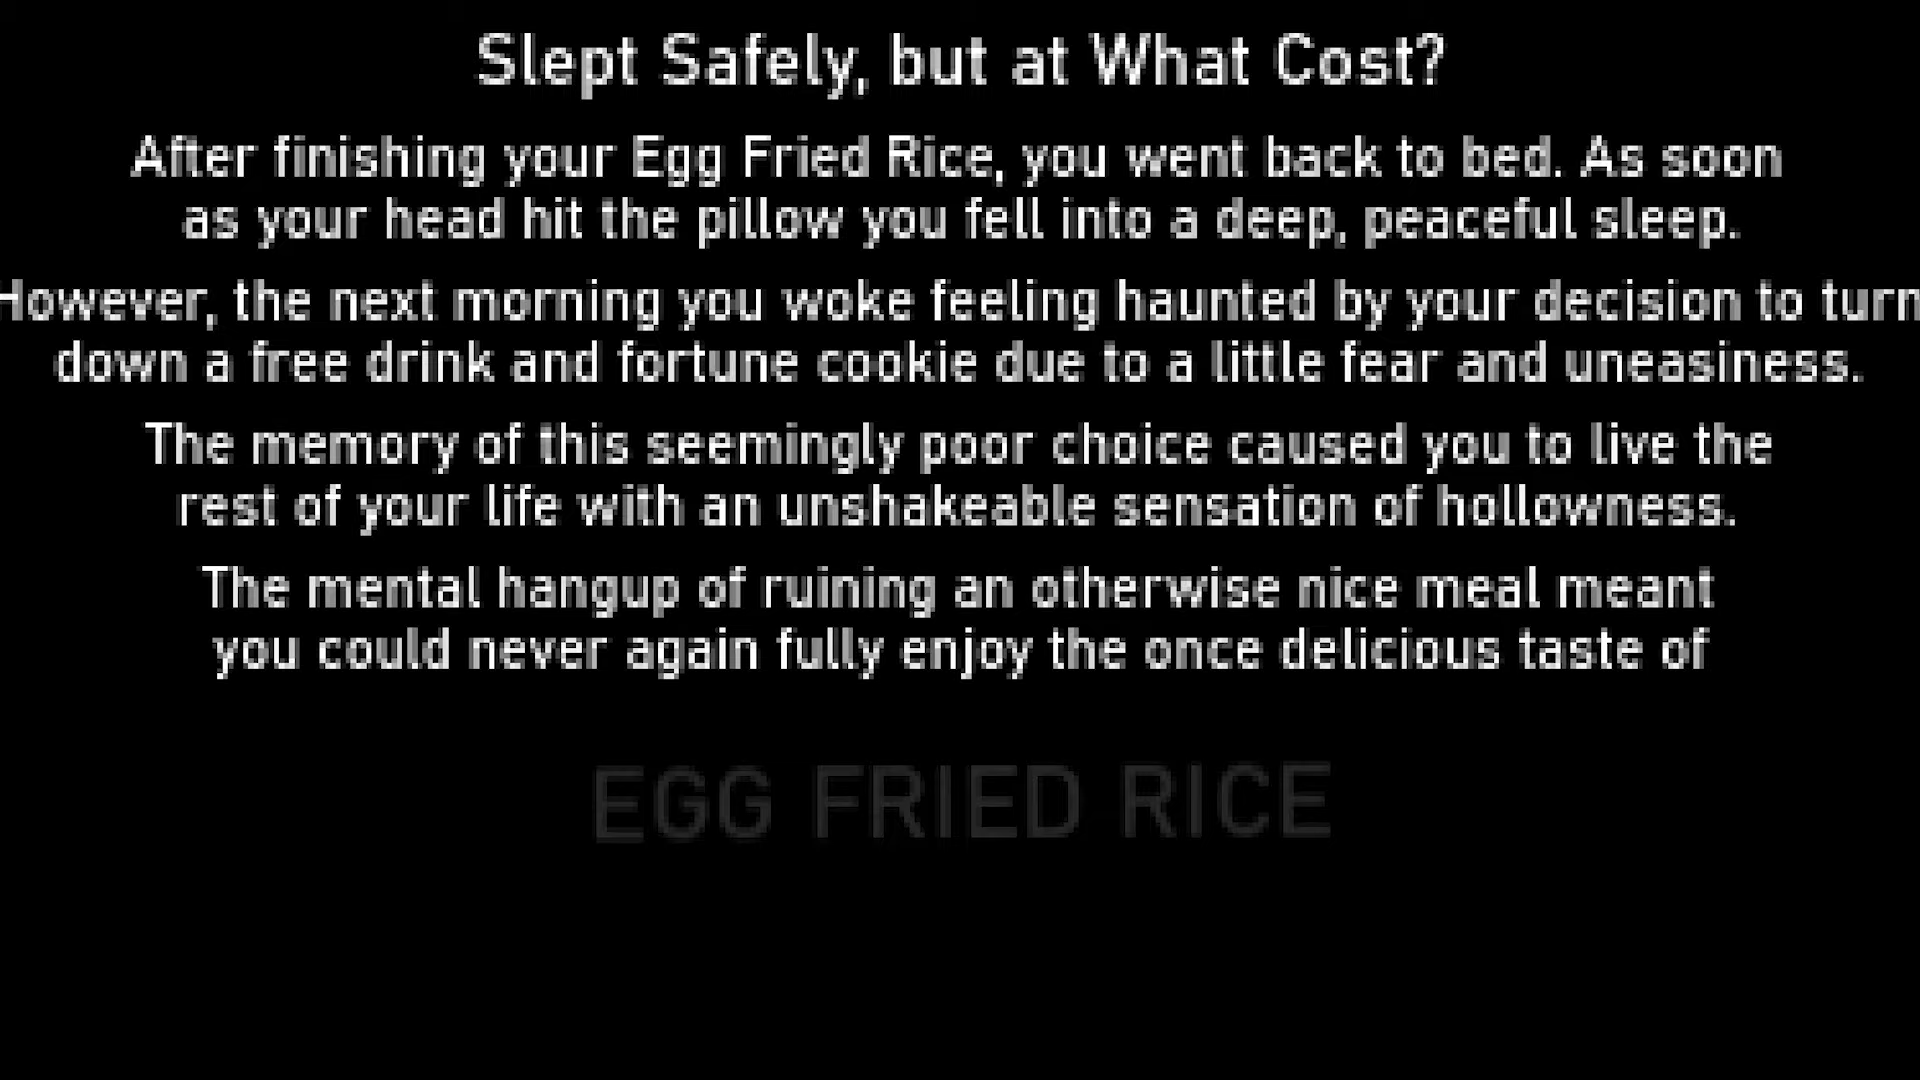 Slept Safely, but at What Cost?
After finishing your Egg Fried Rice, you went back to bed. As soon
as your head hit the pillow you fell into a deep, peaceful sleep.
However, the next morning you woke feeling haunted by your decision to turn
down a free drink and fortune cookie due to a little fear and uneasiness.
The memory of this seemingly poor choice caused you to live the
rest of your life with an unshakeable sensation of hollowness.
The mental hangup of ruining an otherwise nice meal meant
you could never again fully enjoy the once delicious taste of
EGG FRIED RICE